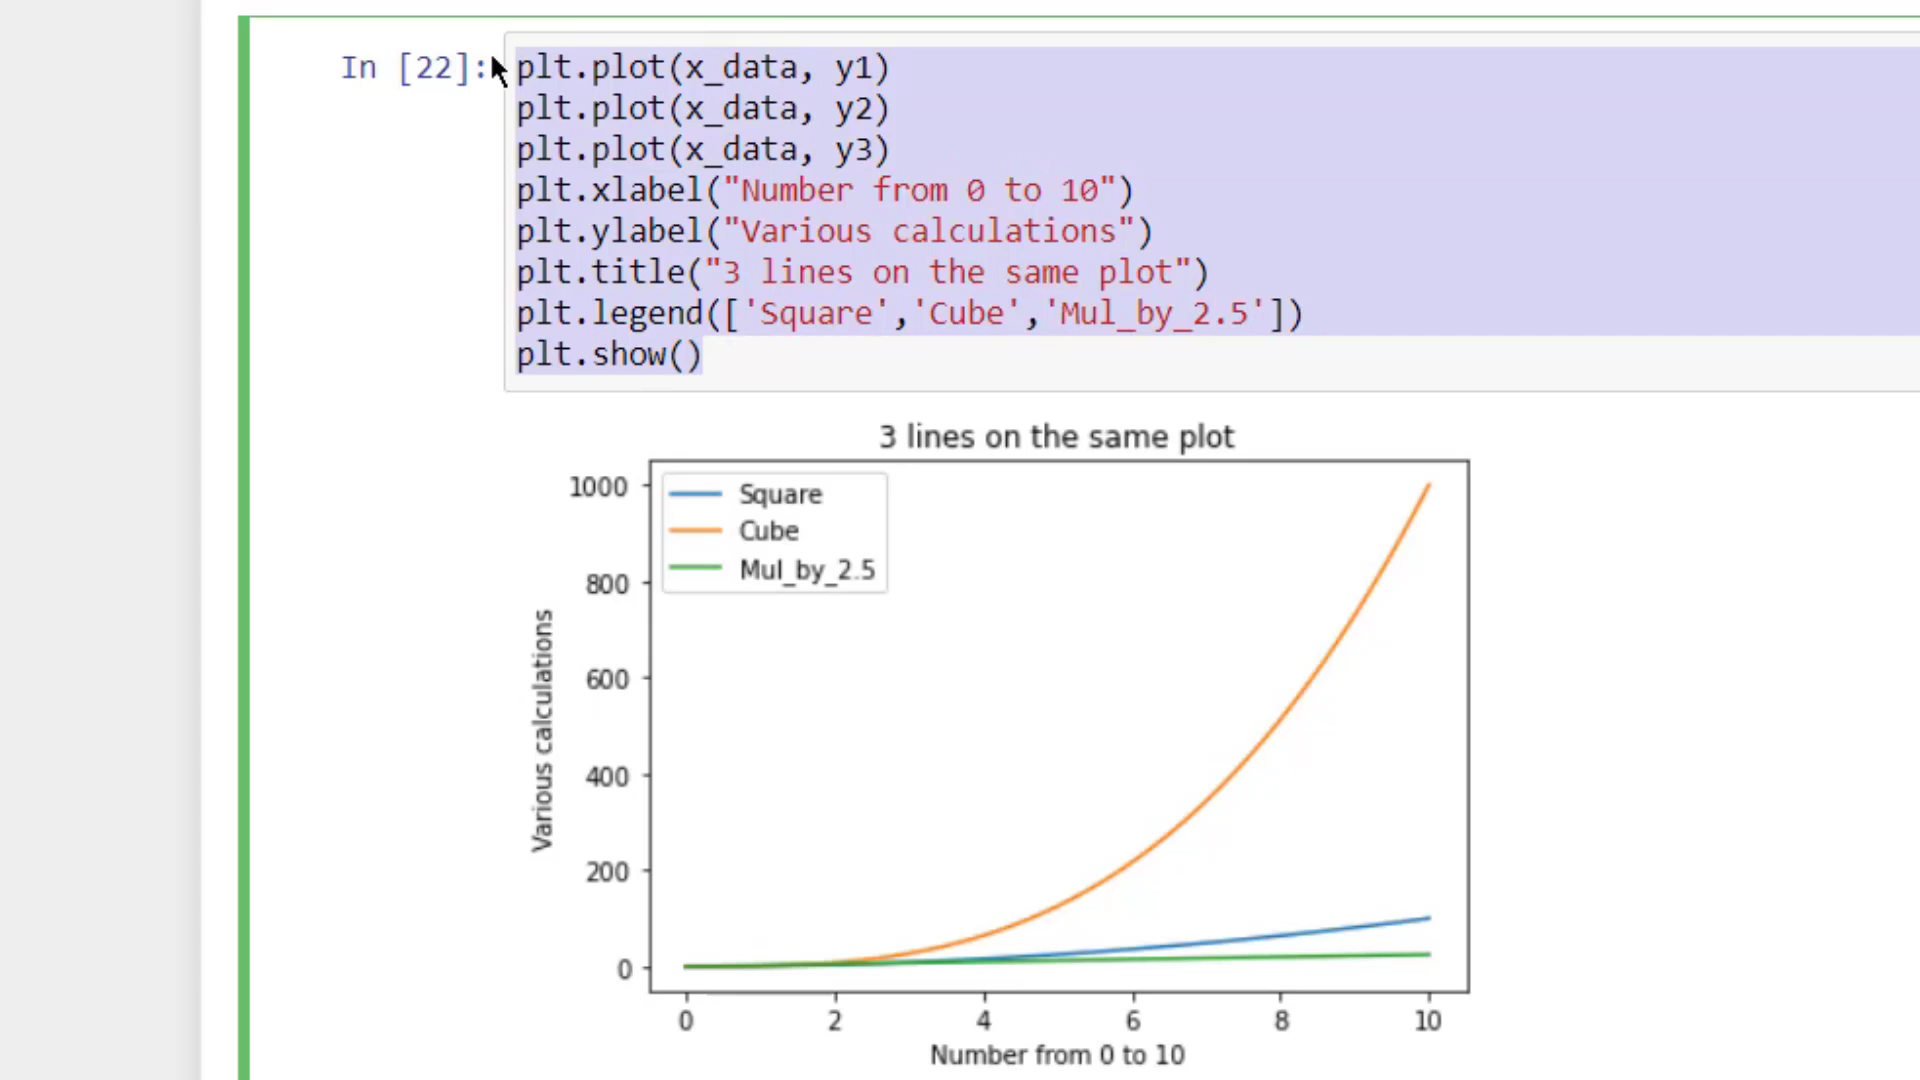 In [22]:
plt.plot(x_data, y1)
plt.plot(x_data, y2)
plt.plot(x_data, y3)
plt.xlabel("Number from 0 to 10")
plt.ylabel("Various calculations")
plt.title("3 lines on the same plot")
plt.legend(['Square','Cube','Mul_by_2.5'])
plt.show()
3 lines on the same plot
Square
Cube
Mul_by_2.5
1000
800
600
400
200
0
Various calculations
0 2 4 6 8 10
Number from 0 to 10